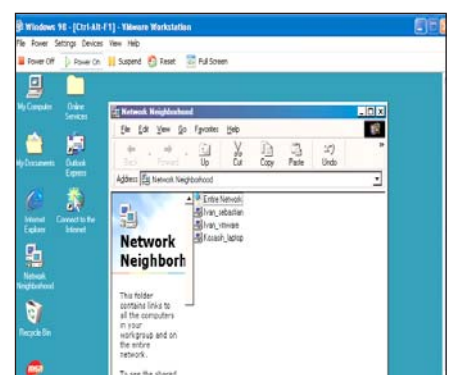 Windows 98 - [Ctrl-Alt-F1] - VMware Workstation
File Power Settings Devices View Help
Power Off Power On Suspend Reset Full Screen
My Computer
Online Services
My Documents
Outlook Express
Internet Explorer
Connect to the Internet
Network Neighborhood
Recycle Bin
Network Neighborhood
File Edit View Go Favorites Help
Back Forward Up Cut Copy Paste Undo
Address Network Neighborhood
Network
Neighborh
This folder
contains links to
all the computers
in your
workgroup and on
the entire
network.
To see the shared
Entire Network
Ivan_sebastian
Ivan_vmware